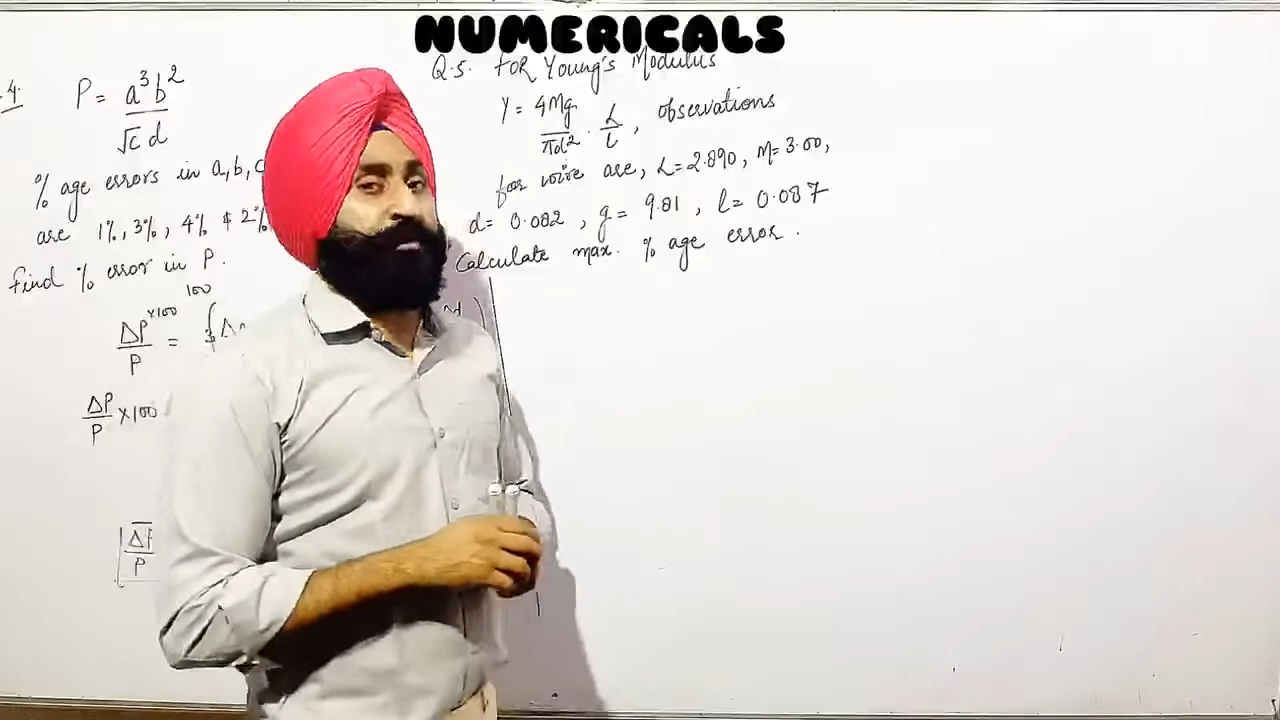 NUMERICALS
4.
P = a³b² / √c d
% age errors in a, b, c
are 1%, 3%, 4% & 2%
Find % error in P.
100
ΔP/P ×100 =
ΔP/P ×100
ΔP/P
Q.5. FOR Young's Modulus
Y = 4Mg/πd² · L/l, observations
for wire are, L=2.890, M=3.00,
d= 0.082, g= 9.81, l= 0.087
Calculate max. % age error.